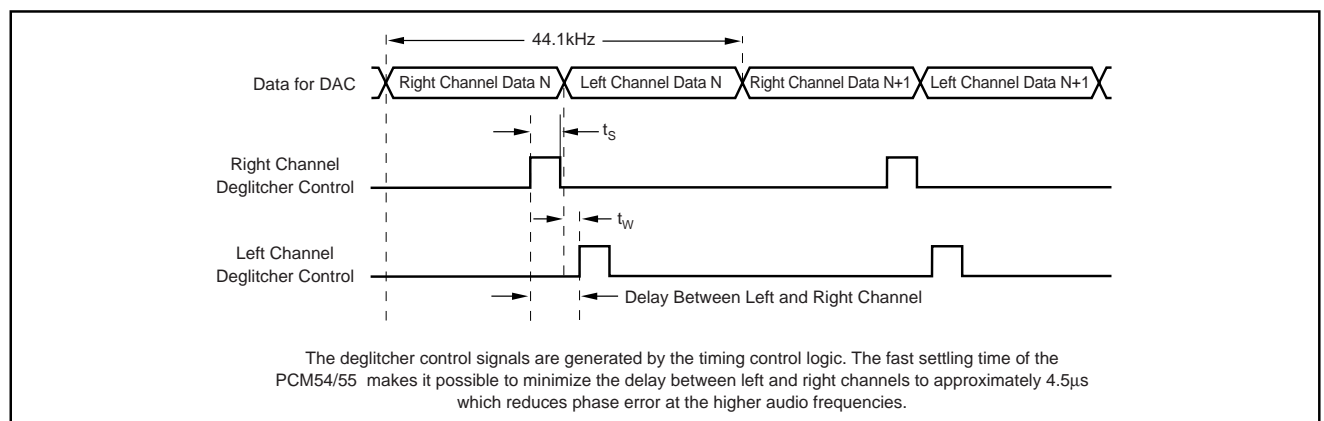 44.1kHz
Data for DAC
Right Channel Data N
Left Channel Data N
Right Channel Data N+1
Left Channel Data N+1
tS
Right Channel
Deglitcher Control
tW
Left Channel
Deglitcher Control
Delay Between Left and Right Channel
The deglitcher control signals are generated by the timing control logic. The fast settling time of the
PCM54/55 makes it possible to minimize the delay between left and right channels to approximately 4.5µs
which reduces phase error at the higher audio frequencies.